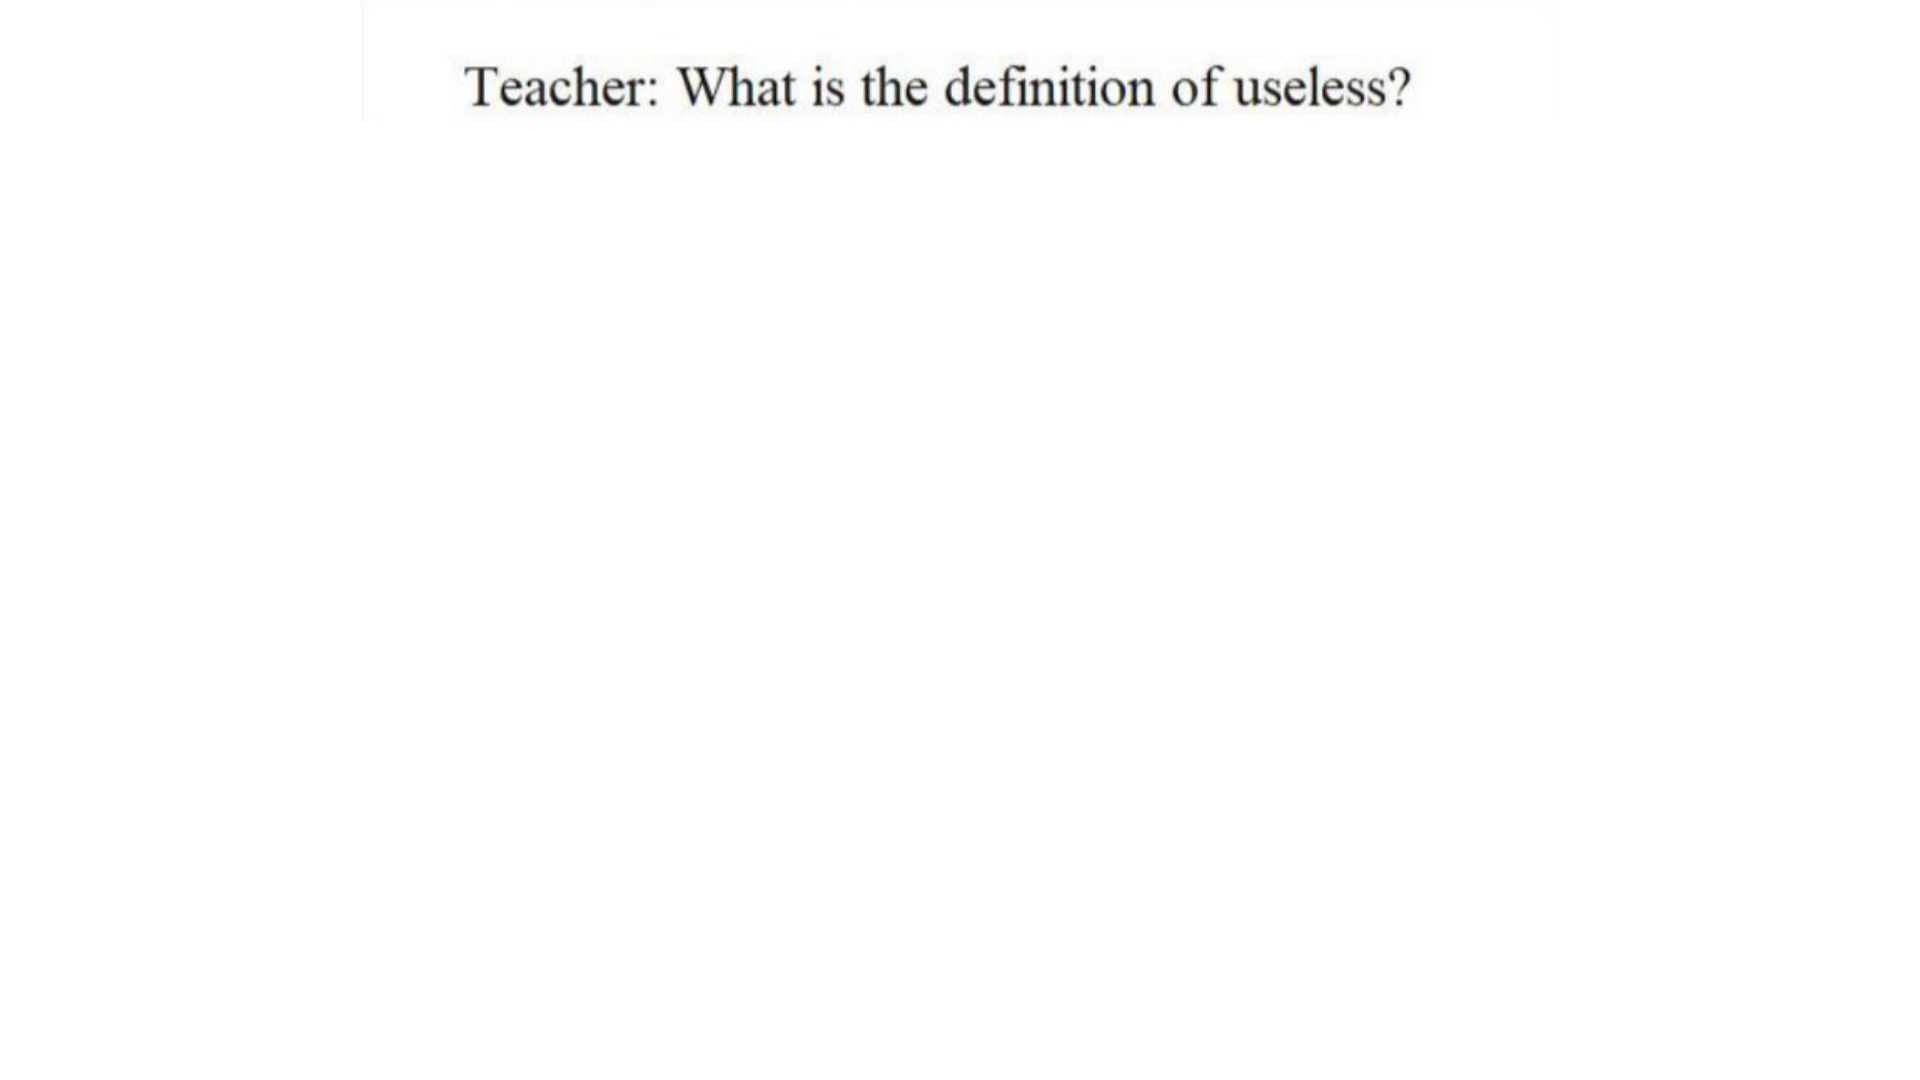 Teacher: What is the definition of useless?